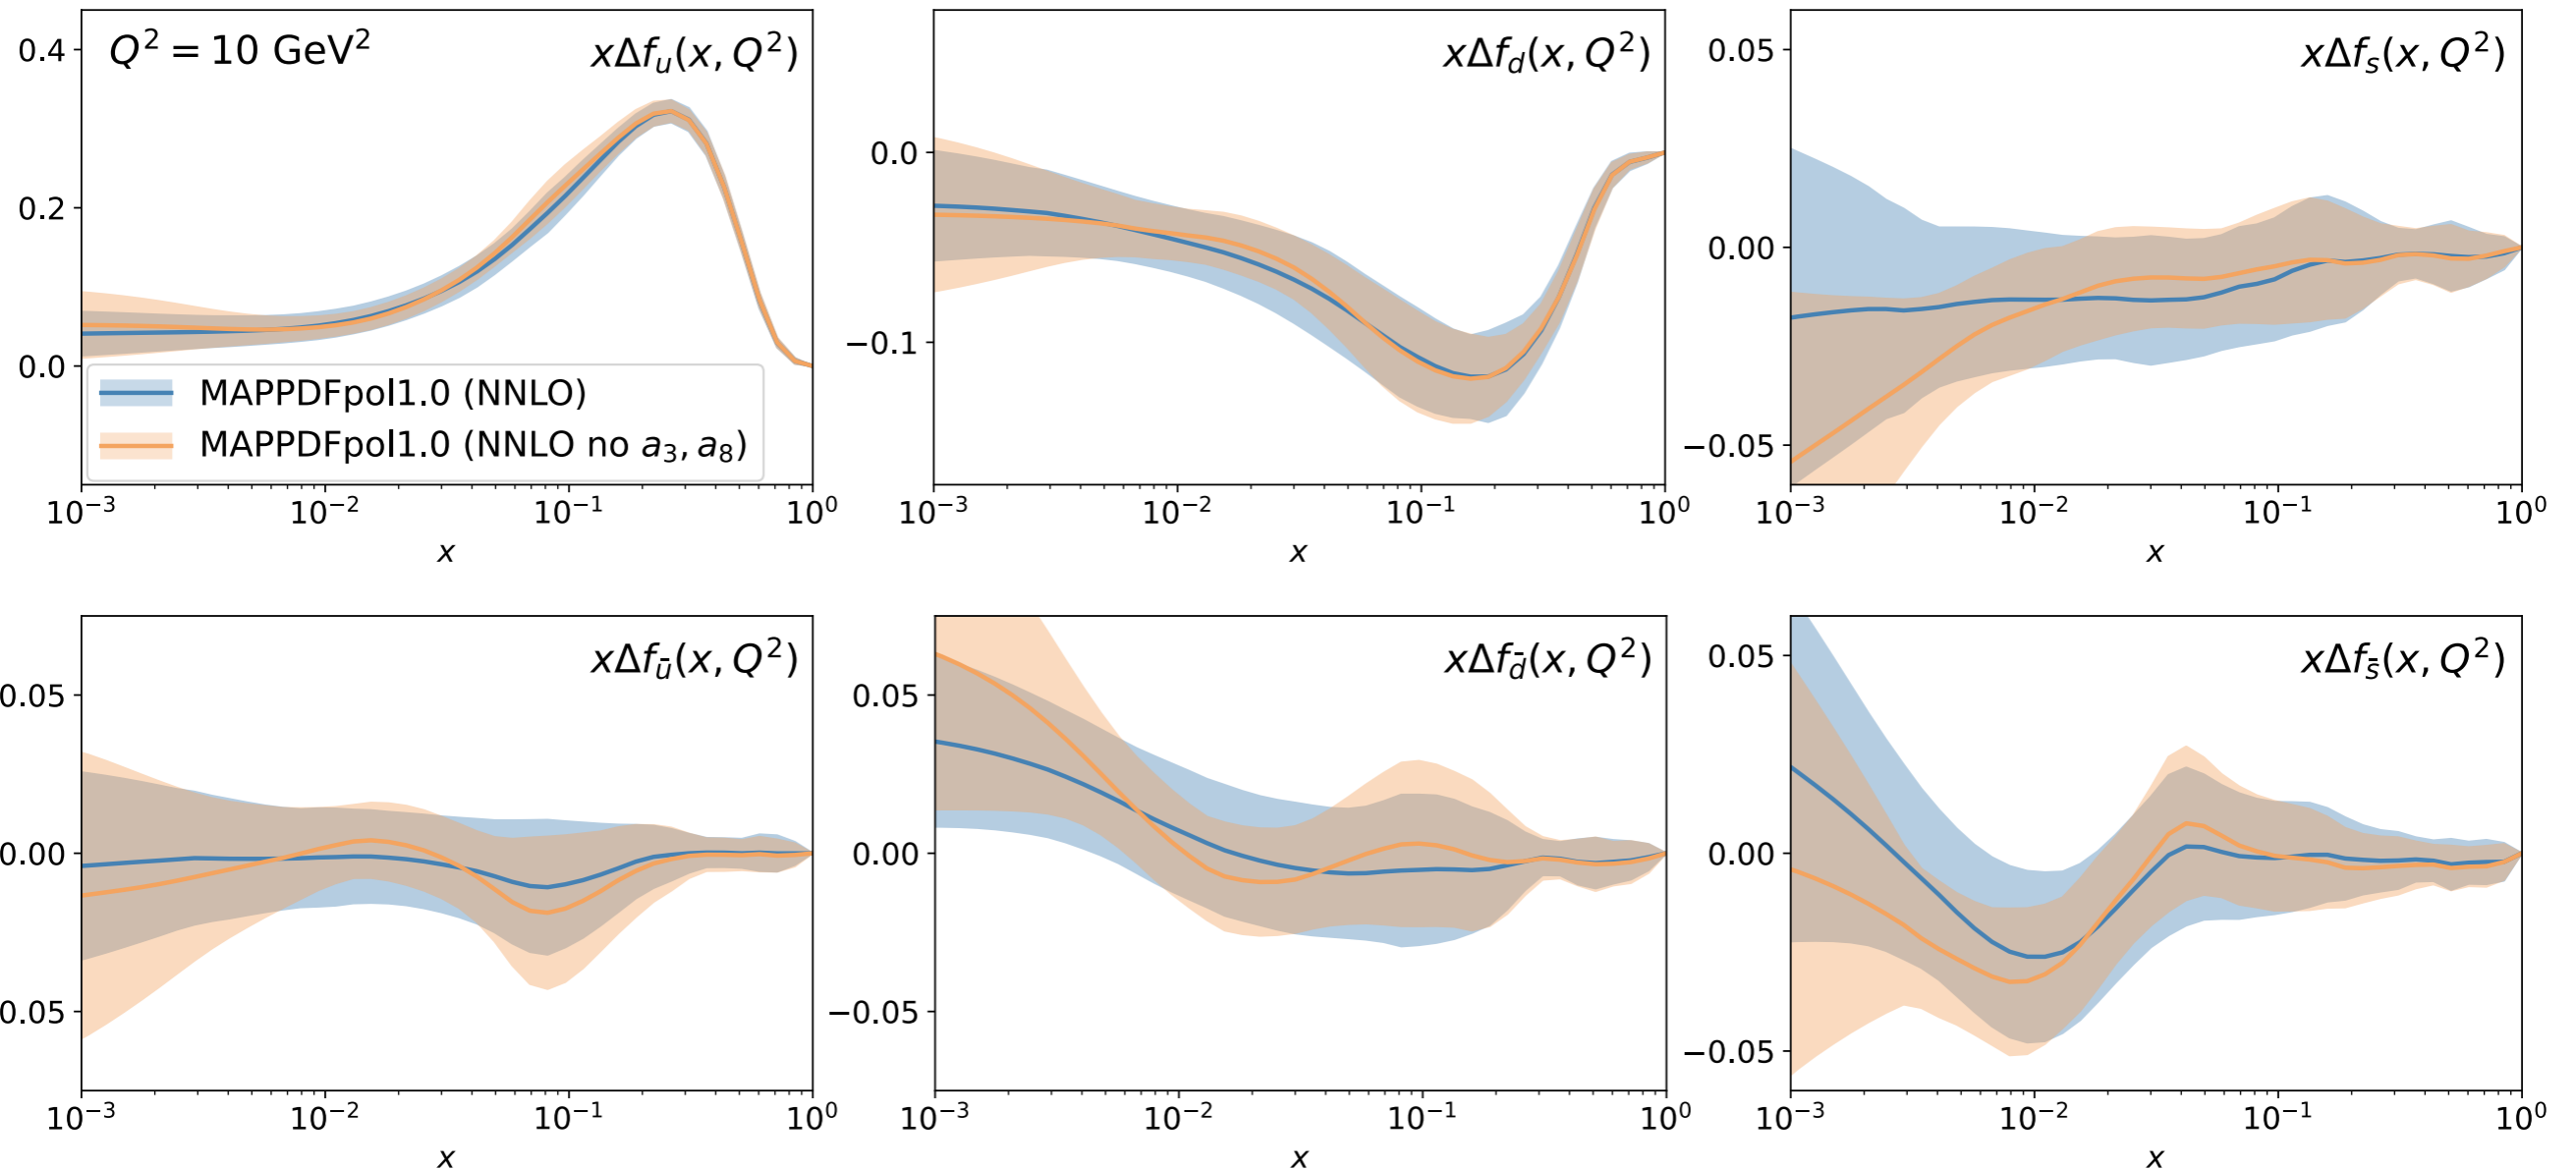 Q² = 10 GeV²
xΔf_u(x, Q²)
0.4
0.2
0.0
MAPPDFpol1.0 (NNLO)
MAPPDFpol1.0 (NNLO no a₃, a₈)
10⁻³ 10⁻² 10⁻¹ 10⁰
x
xΔf_d(x, Q²)
0.0
−0.1
10⁻³ 10⁻² 10⁻¹ 10⁰
x
xΔf_s(x, Q²)
0.05
0.00
−0.05
10⁻³ 10⁻² 10⁻¹ 10⁰
x
xΔf_ū(x, Q²)
0.05
0.00
0.05
10⁻³ 10⁻² 10⁻¹ 10⁰
x
xΔf_d̄(x, Q²)
0.05
0.00
−0.05
10⁻³ 10⁻² 10⁻¹ 10⁰
x
xΔf_s̄(x, Q²)
0.05
0.00
−0.05
10⁻³ 10⁻² 10⁻¹ 10⁰
x